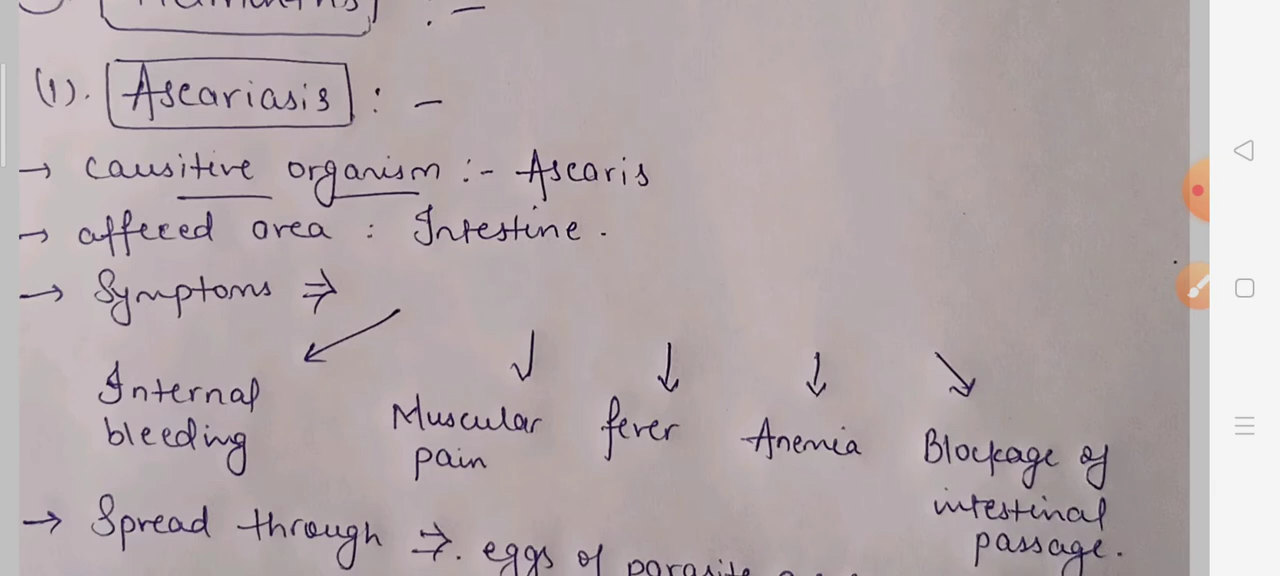 (1). Ascariasis : -
→ causitive organism :- Ascaris
→ affeced area : Intestine .
→ Symptoms ⇒
Internal bleeding
Muscular pain
fever
Anemia
Blockage of intestinal passage.
→ Spread through ⇒. eggs of parasite